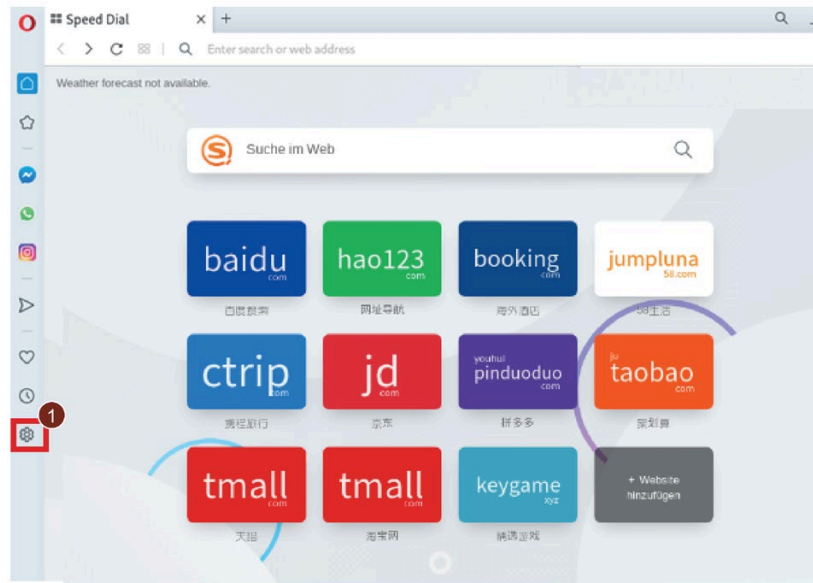 Speed Dial
Enter search or web address
Weather forecast not available.
Suche im Web
baidu
com
百度搜索
hao123
com
网址导航
booking
com
海外酒店
jumpluna
58.com
58生活
ctrip
com
携程旅行
jd
com
京东
youhui
pinduoduo
com
拼多多
ju
taobao
com
聚划算
1
tmall
com
天猫
tmall
com
淘宝网
keygame
xyz
精选游戏
+ Website
hinzufügen